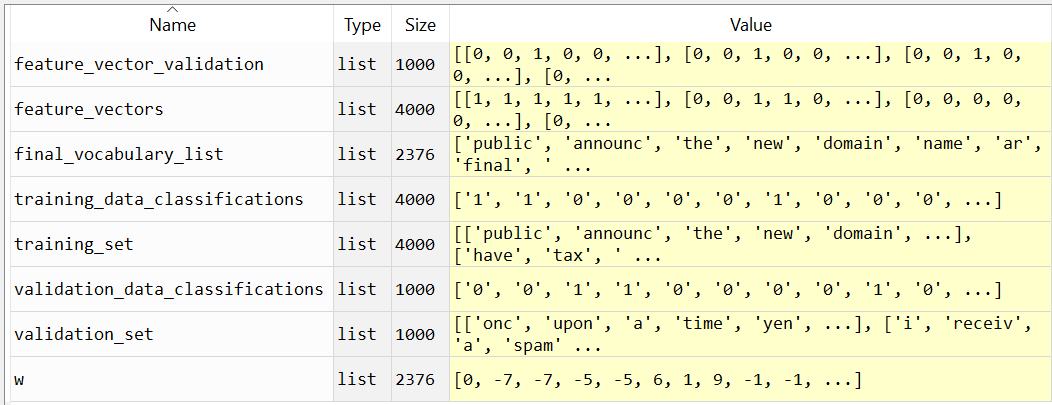 Name Type Size Value
feature_vector_validation list 1000 [[0, 0, 1, 0, 0, ...], [0, 0, 1, 0, 0, ...], [0, 0, 1, 0,
0, ...], [0, ...
feature_vectors list 4000 [[1, 1, 1, 1, 1, ...], [0, 0, 1, 1, 0, ...], [0, 0, 0, 0,
0, ...], [0, ...
final_vocabulary_list list 2376 ['public', 'announc', 'the', 'new', 'domain', 'name', 'ar',
'final', ' ...
training_data_classifications list 4000 ['1', '1', '0', '0', '0', '0', '1', '0', '0', '0', ...]
training_set list 4000 [['public', 'announc', 'the', 'new', 'domain', ...],
['have', 'tax', ' ...
validation_data_classifications list 1000 ['0', '0', '1', '1', '0', '0', '0', '0', '1', '0', ...]
validation_set list 1000 [['onc', 'upon', 'a', 'time', 'yen', ...], ['i', 'receiv',
'a', 'spam' ...
w list 2376 [0, -7, -7, -5, -5, 6, 1, 9, -1, -1, ...]